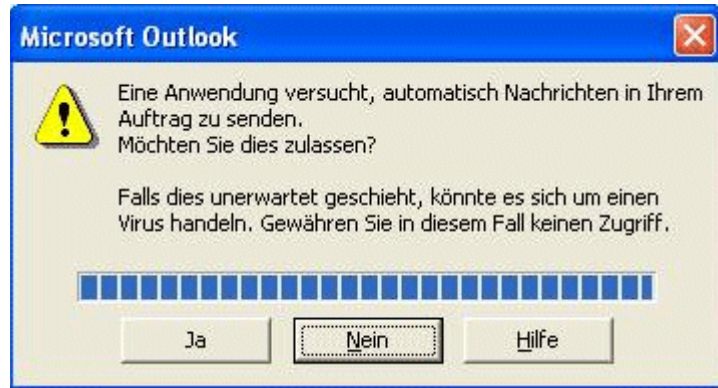 Microsoft Outlook
Eine Anwendung versucht, automatisch Nachrichten in Ihrem
Auftrag zu senden.
Möchten Sie dies zulassen?
Falls dies unerwartet geschieht, könnte es sich um einen
Virus handeln. Gewähren Sie in diesem Fall keinen Zugriff.
Ja
Nein
Hilfe